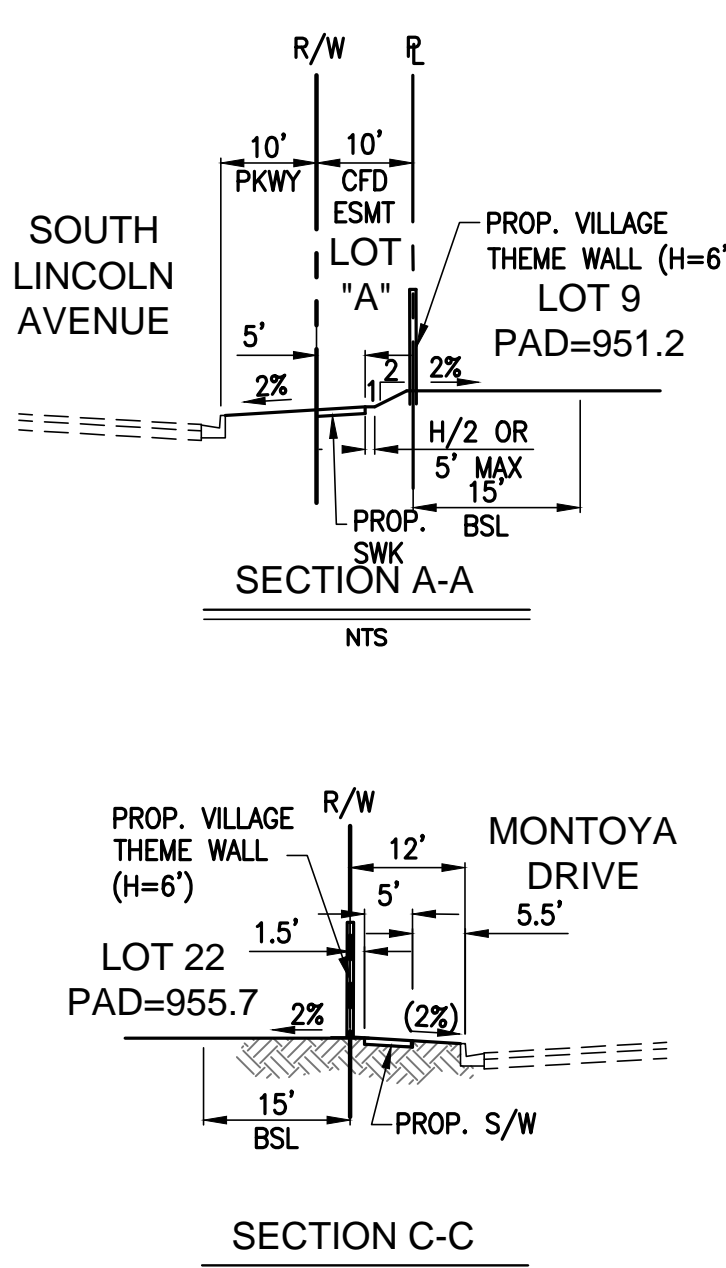 R/W
PL
10'
10'
PKWY
CFD
ESMT
LOT
"A"
SOUTH
LINCOLN
AVENUE
PROP. VILLAGE
THEME WALL (H=6'
LOT 9
PAD=951.2
5'
2%
1
2
2%
H/2 OR
5' MAX
15'
BSL
PROP.
SWK
SECTION A-A
NTS
R/W
PROP. VILLAGE
THEME WALL
(H=6')
12'
MONTOYA
DRIVE
5'
5.5'
1.5'
LOT 22
PAD=955.7
2%
(2%)
15'
BSL
PROP. S/W
SECTION C-C